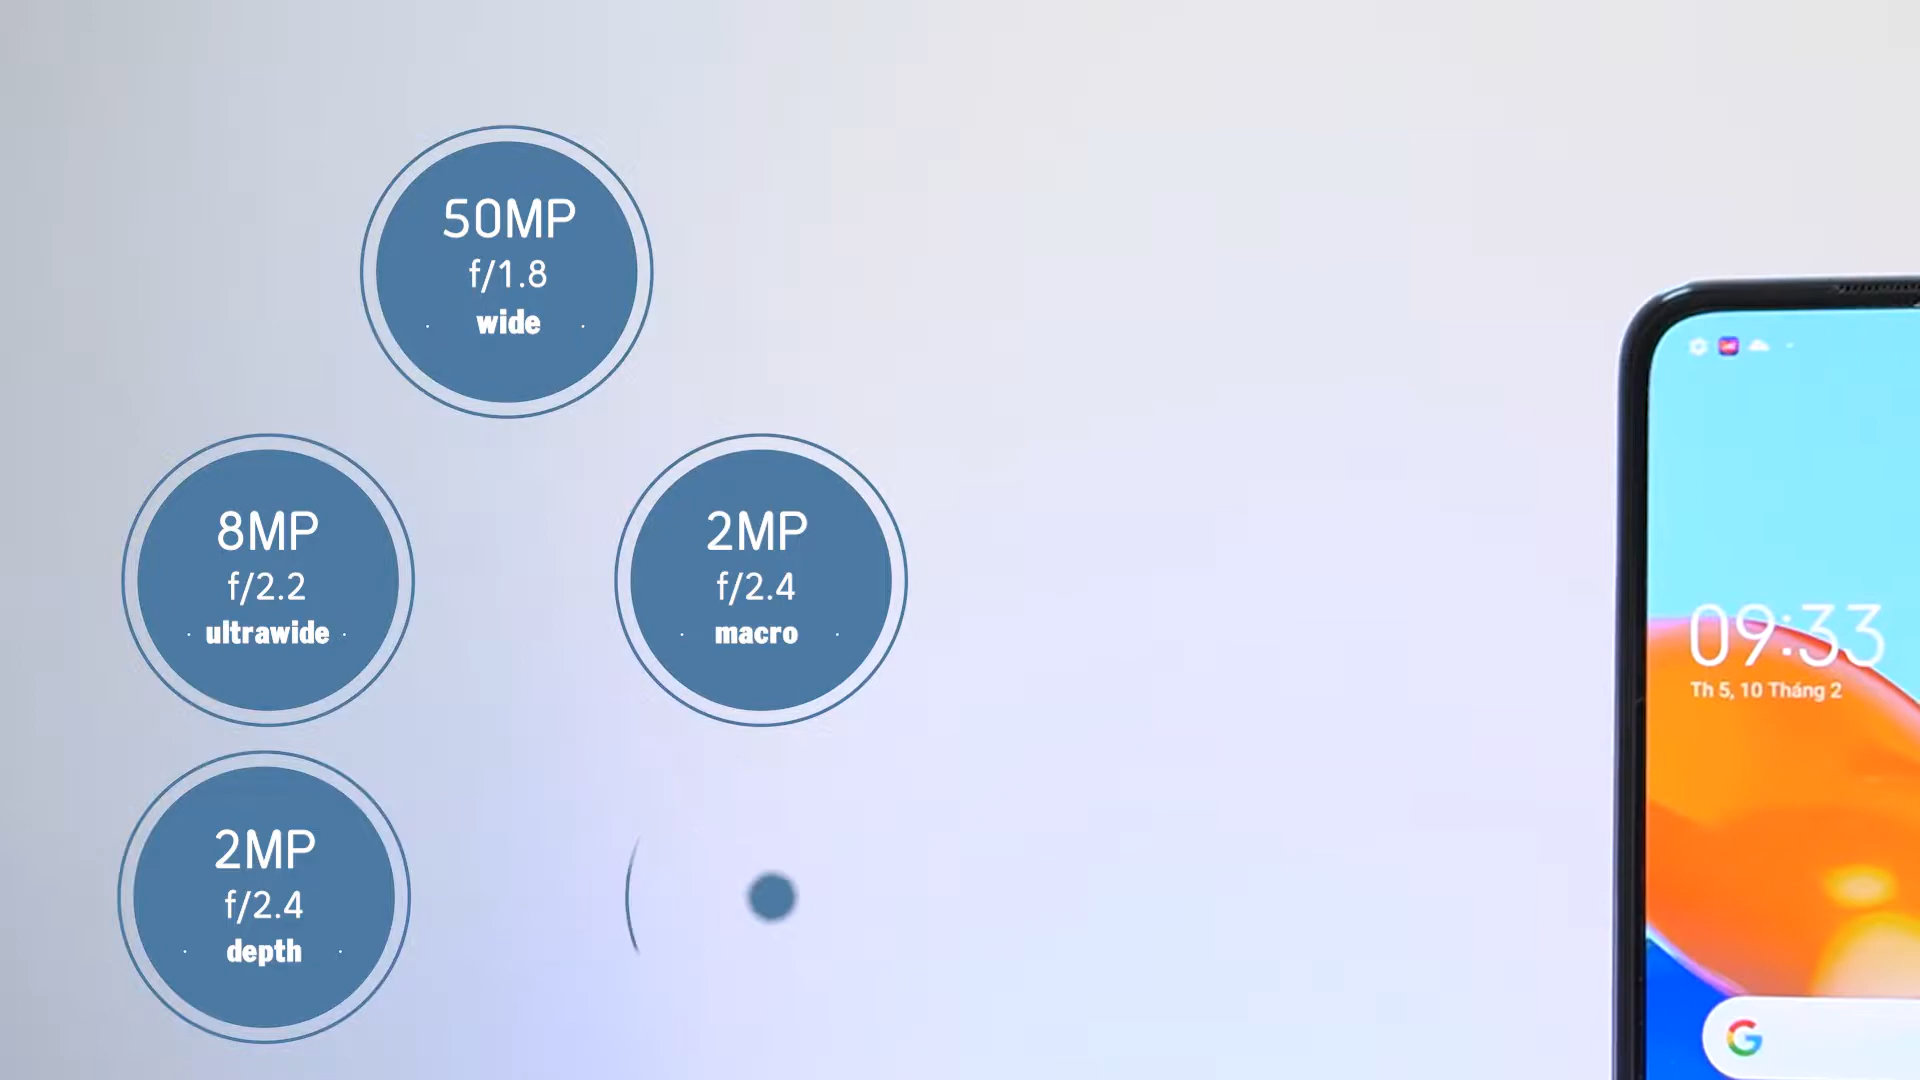 50MP
f/1.8
wide
8MP
f/2.2
ultrawide
2MP
f/2.4
macro
2MP
f/2.4
depth
09:33
Th 5, 10 Tháng 2